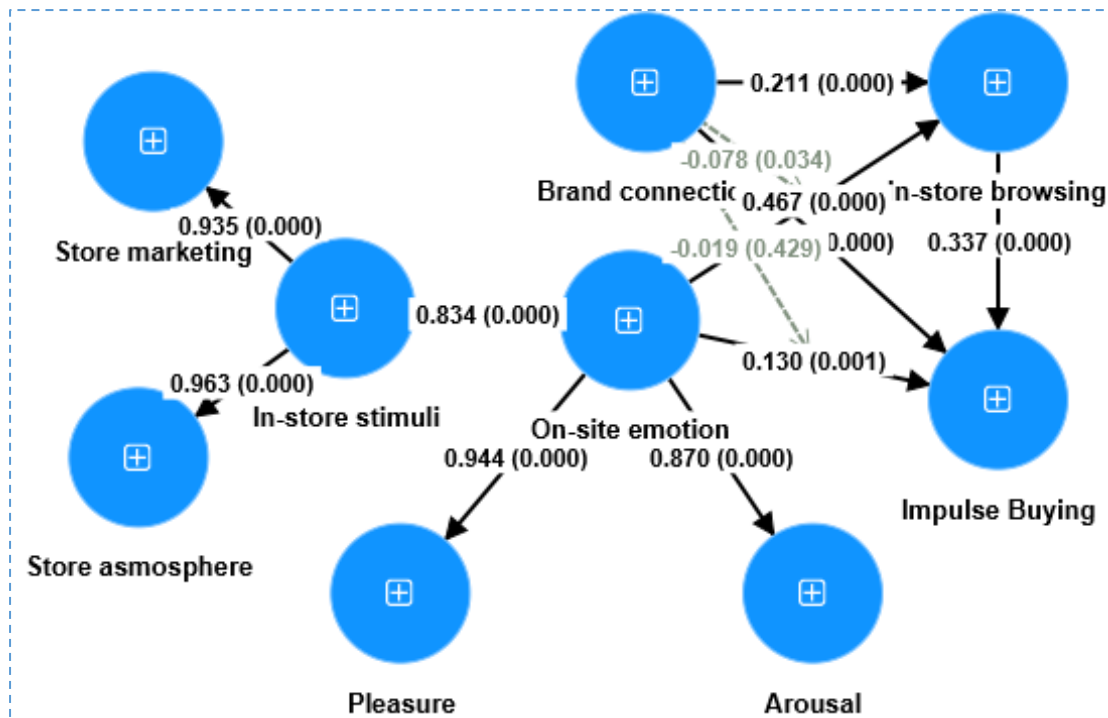 0.211 (0.000)
-0.078 (0.034)
Brand connectic
0.467 (0.000)
n-store browsing
0.935 (0.000)
Store marketing
-0.019 (0.429)
0.000)
0.337 (0.000)
0.834 (0.000)
0.130 (0.001)
0.963 (0.000)
In-store stimuli
On-site emotion
0.944 (0.000)
0.870 (0.000)
Impulse Buying
Store asmosphere
Pleasure
Arousal